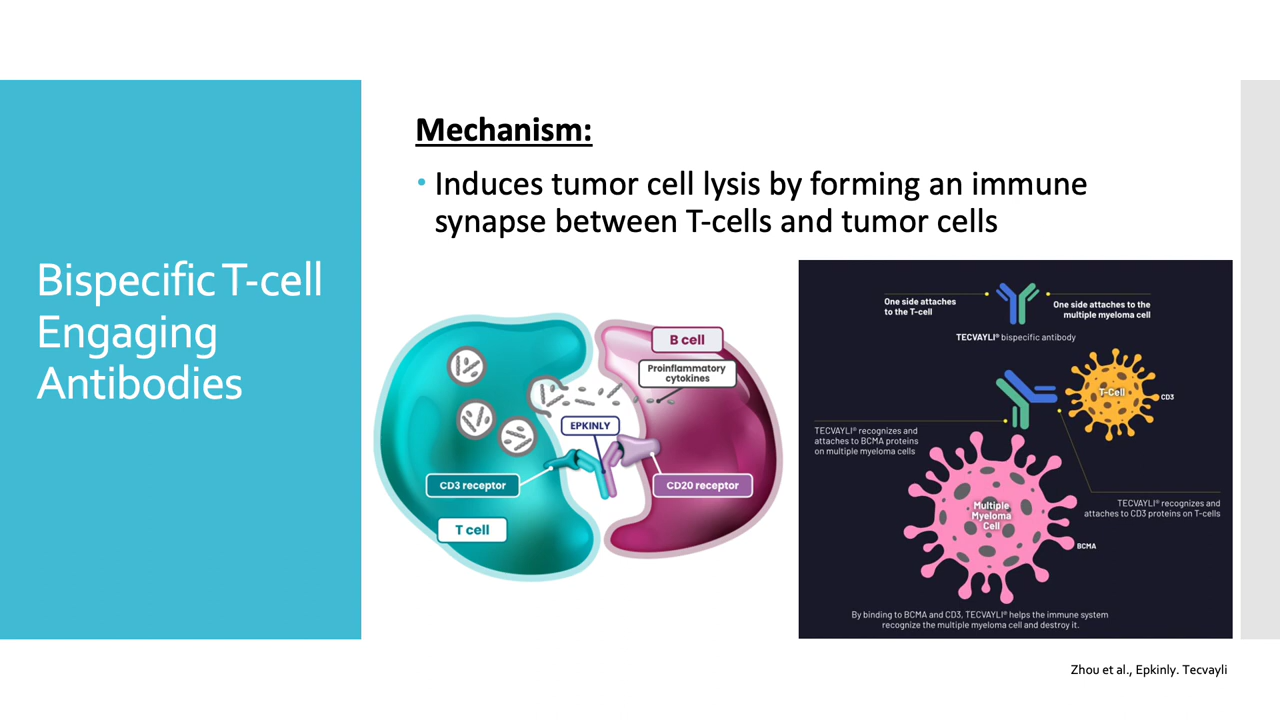 Bispecific T-cell
Engaging
Antibodies
Mechanism:
• Induces tumor cell lysis by forming an immune
synapse between T-cells and tumor cells
B cell
Proinflammatory
cytokines
EPKINLY
CD3 receptor
CD20 receptor
T cell
One side attaches
to the T-cell
One side attaches to the
multiple myeloma cell
TECVAYLI® bispecific antibody
T-Cell
CD3
TECVAYLI® recognizes and
attaches to BCMA proteins
on multiple myeloma cells
TECVAYLI® recognizes and
attaches to CD3 proteins on T-cells
Multiple
Myeloma
Cell
BCMA
By binding to BCMA and CD3, TECVAYLI® helps the immune system
recognize the multiple myeloma cell and destroy it.
Zhou et al., Epkinly. Tecvayli